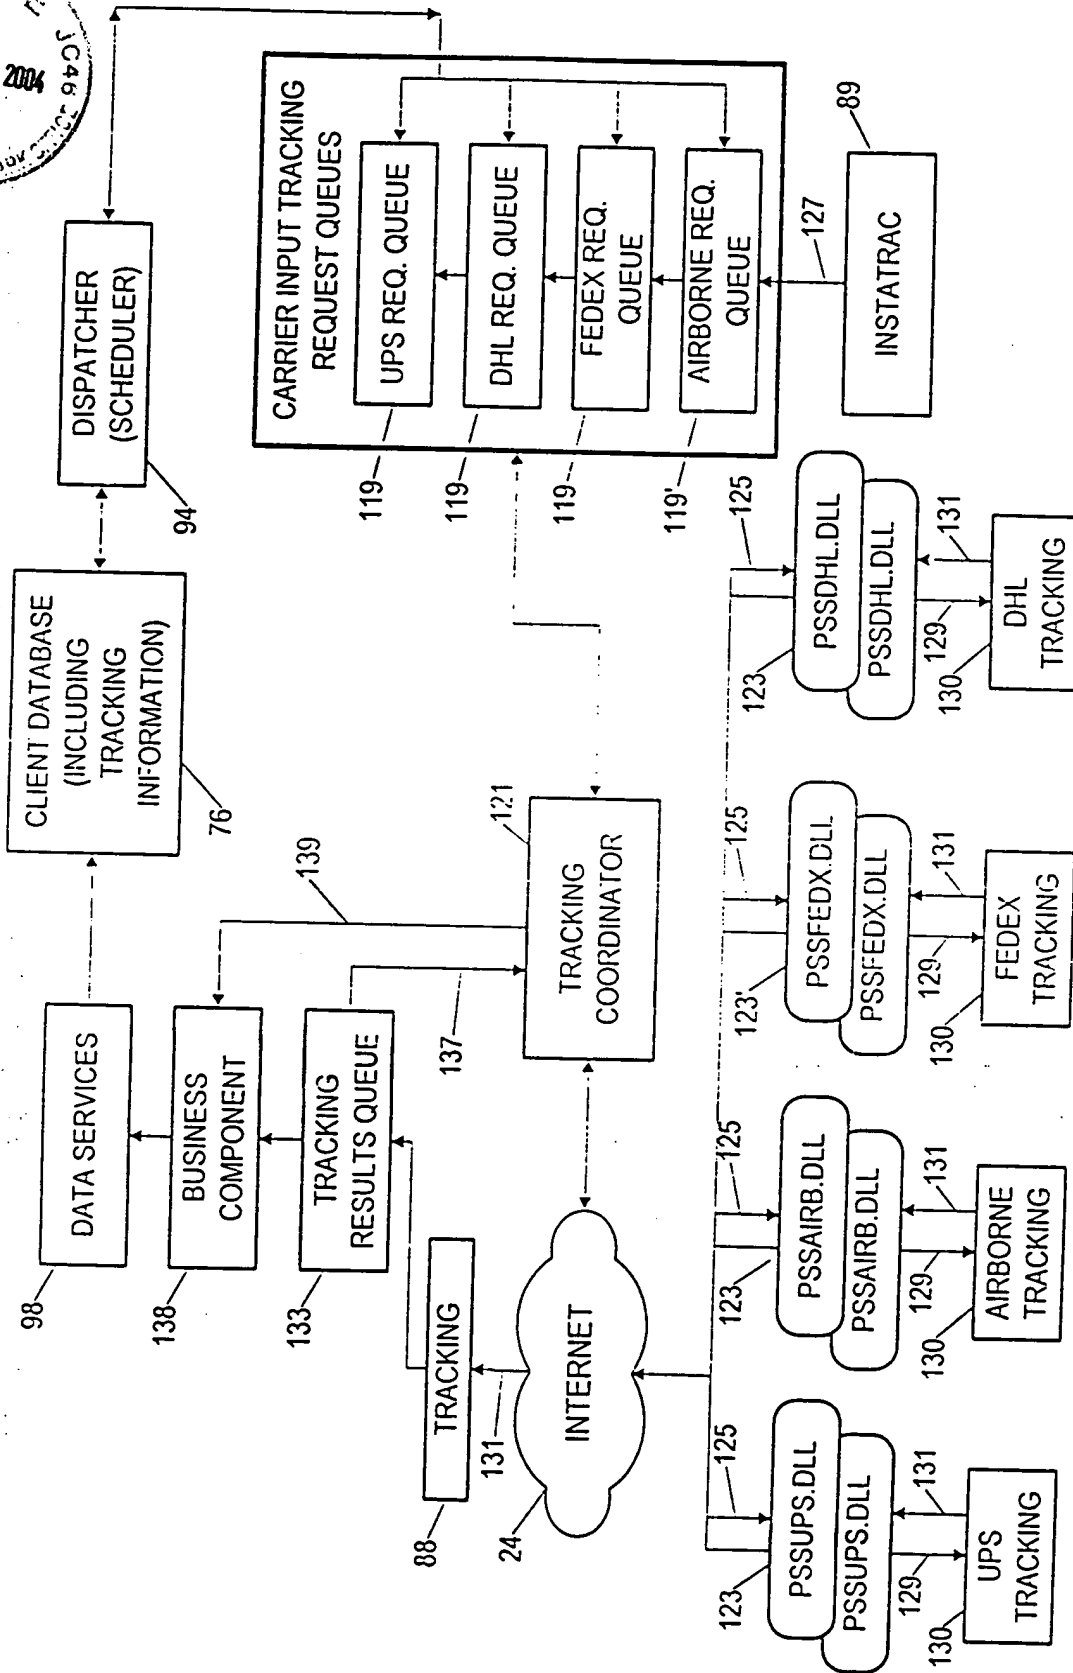 2004
JC46
98
DATA SERVICES
CLIENT DATABASE
(INCLUDING
TRACKING
INFORMATION)
76
DISPATCHER
(SCHEDULER)
94
138
BUSINESS
COMPONENT
139
133
TRACKING
RESULTS QUEUE
137
88
TRACKING
131
24
INTERNET
TRACKING
COORDINATOR
121
CARRIER INPUT TRACKING
REQUEST QUEUES
119
UPS REQ. QUEUE
119
DHL REQ. QUEUE
119
FEDEX REQ.
QUEUE
119'
AIRBORNE REQ.
QUEUE
127
INSTATRAC
89
123
125
PSSUPS.DLL
PSSUPS.DLL
129
131
130
UPS
TRACKING
123
125
PSSAIRB.DLL
PSSAIRB.DLL
129
131
130
AIRBORNE
TRACKING
123'
125
PSSFEDX.DLL
PSSFEDX.DLL
129
131
130
FEDEX
TRACKING
123
125
PSSDHL.DLL
PSSDHL.DLL
129
131
130
DHL
TRACKING